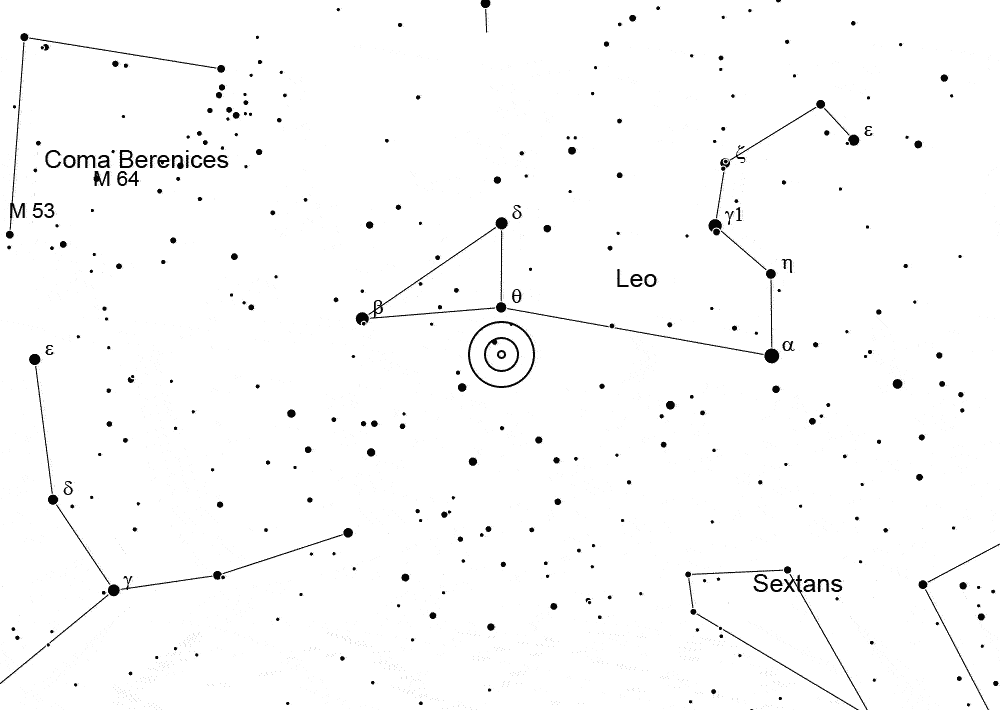 ε
ζ
Coma Berenices
M 64
M 53
δ
γ1
η
Leo
θ
β
α
ε
δ
γ
Sextans